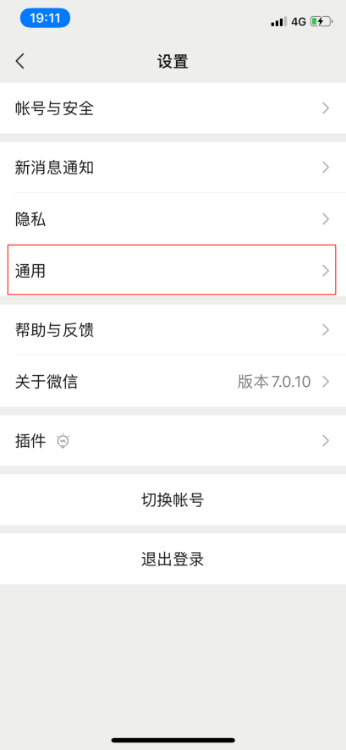 19:11
4G
设置
帐号与安全
新消息通知
隐私
通用
帮助与反馈
关于微信 版本 7.0.10
插件
切换帐号
退出登录